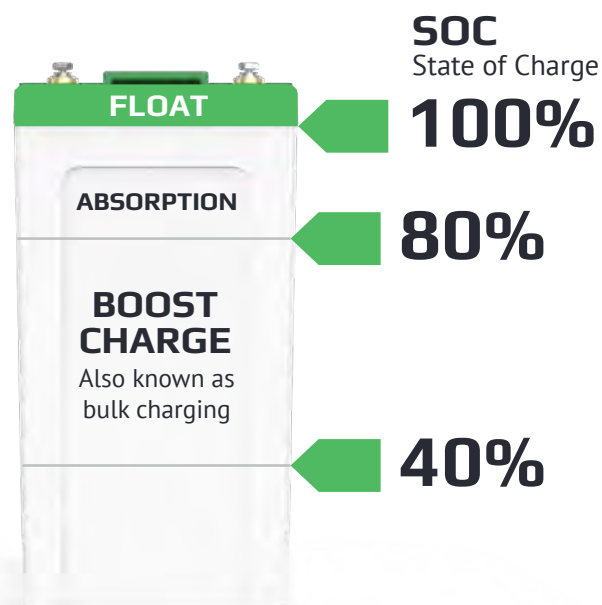 SOC
State of Charge
FLOAT
100%
ABSORPTION
80%
BOOST
CHARGE
Also known as
bulk charging
40%